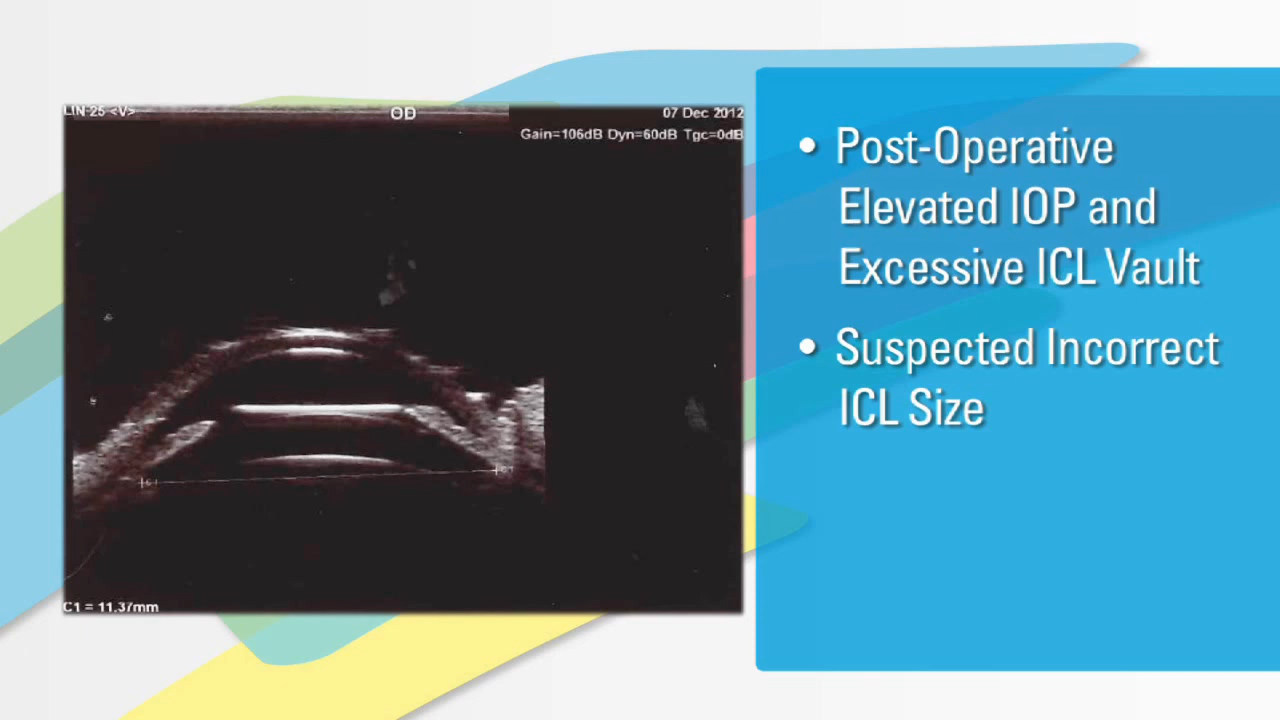 LIN 25 <V>
OD
07 Dec 2012
Gain=106dB Dyn=60dB Tgc=0dB
C1 = 11.37mm
• Post-Operative
Elevated IOP and
Excessive ICL Vault
• Suspected Incorrect
ICL Size